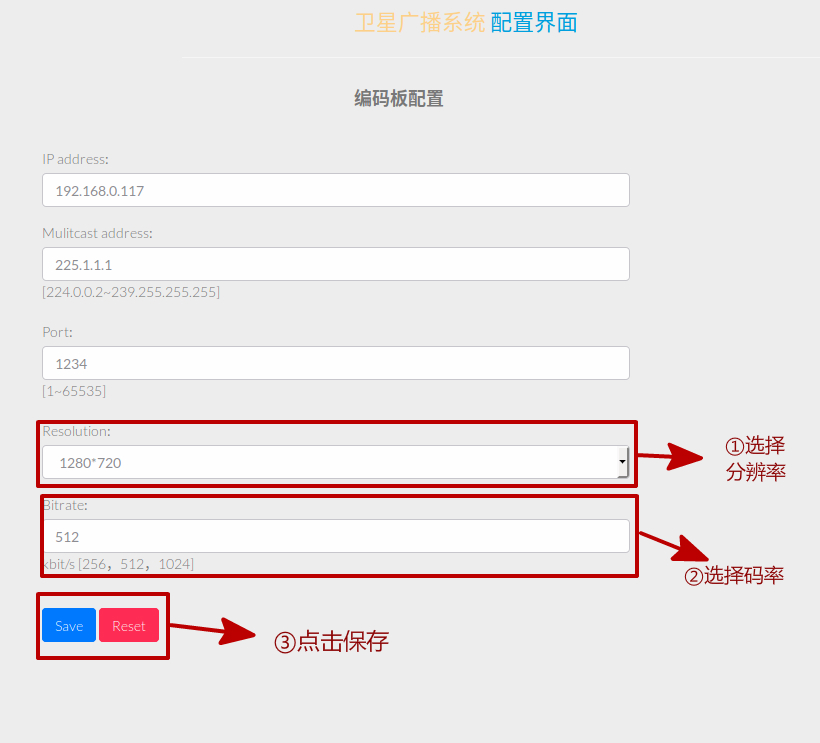 卫星广播系统 配置界面
编码板配置
IP address:
192.168.0.117
Mulitcast address:
225.1.1.1
[224.0.0.2~239.255.255.255]
Port:
1234
[1~65535]
Resolution:
1280*720
①选择
分辨率
Bitrate:
512
kbit/s [256，512，1024]
②选择码率
Save
Reset
③点击保存